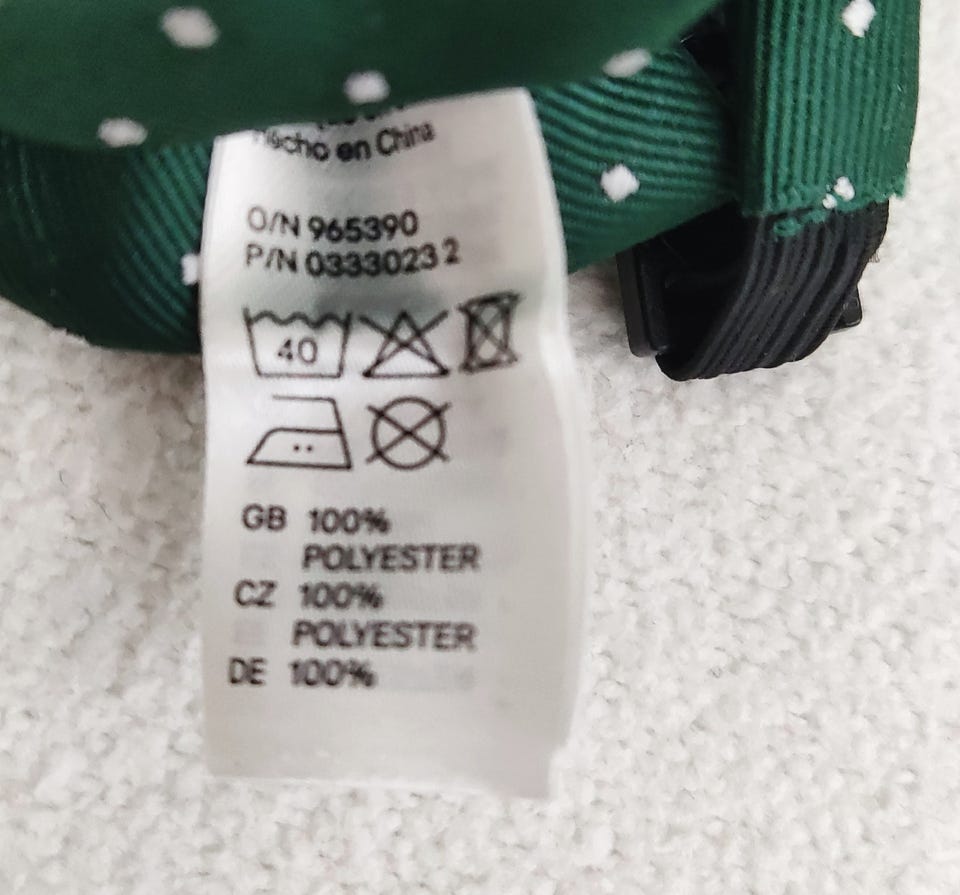 Hecho en China
O/N 965390
P/N 0333023 2
40
GB 100%
POLYESTER
CZ 100%
POLYESTER
DE 100%